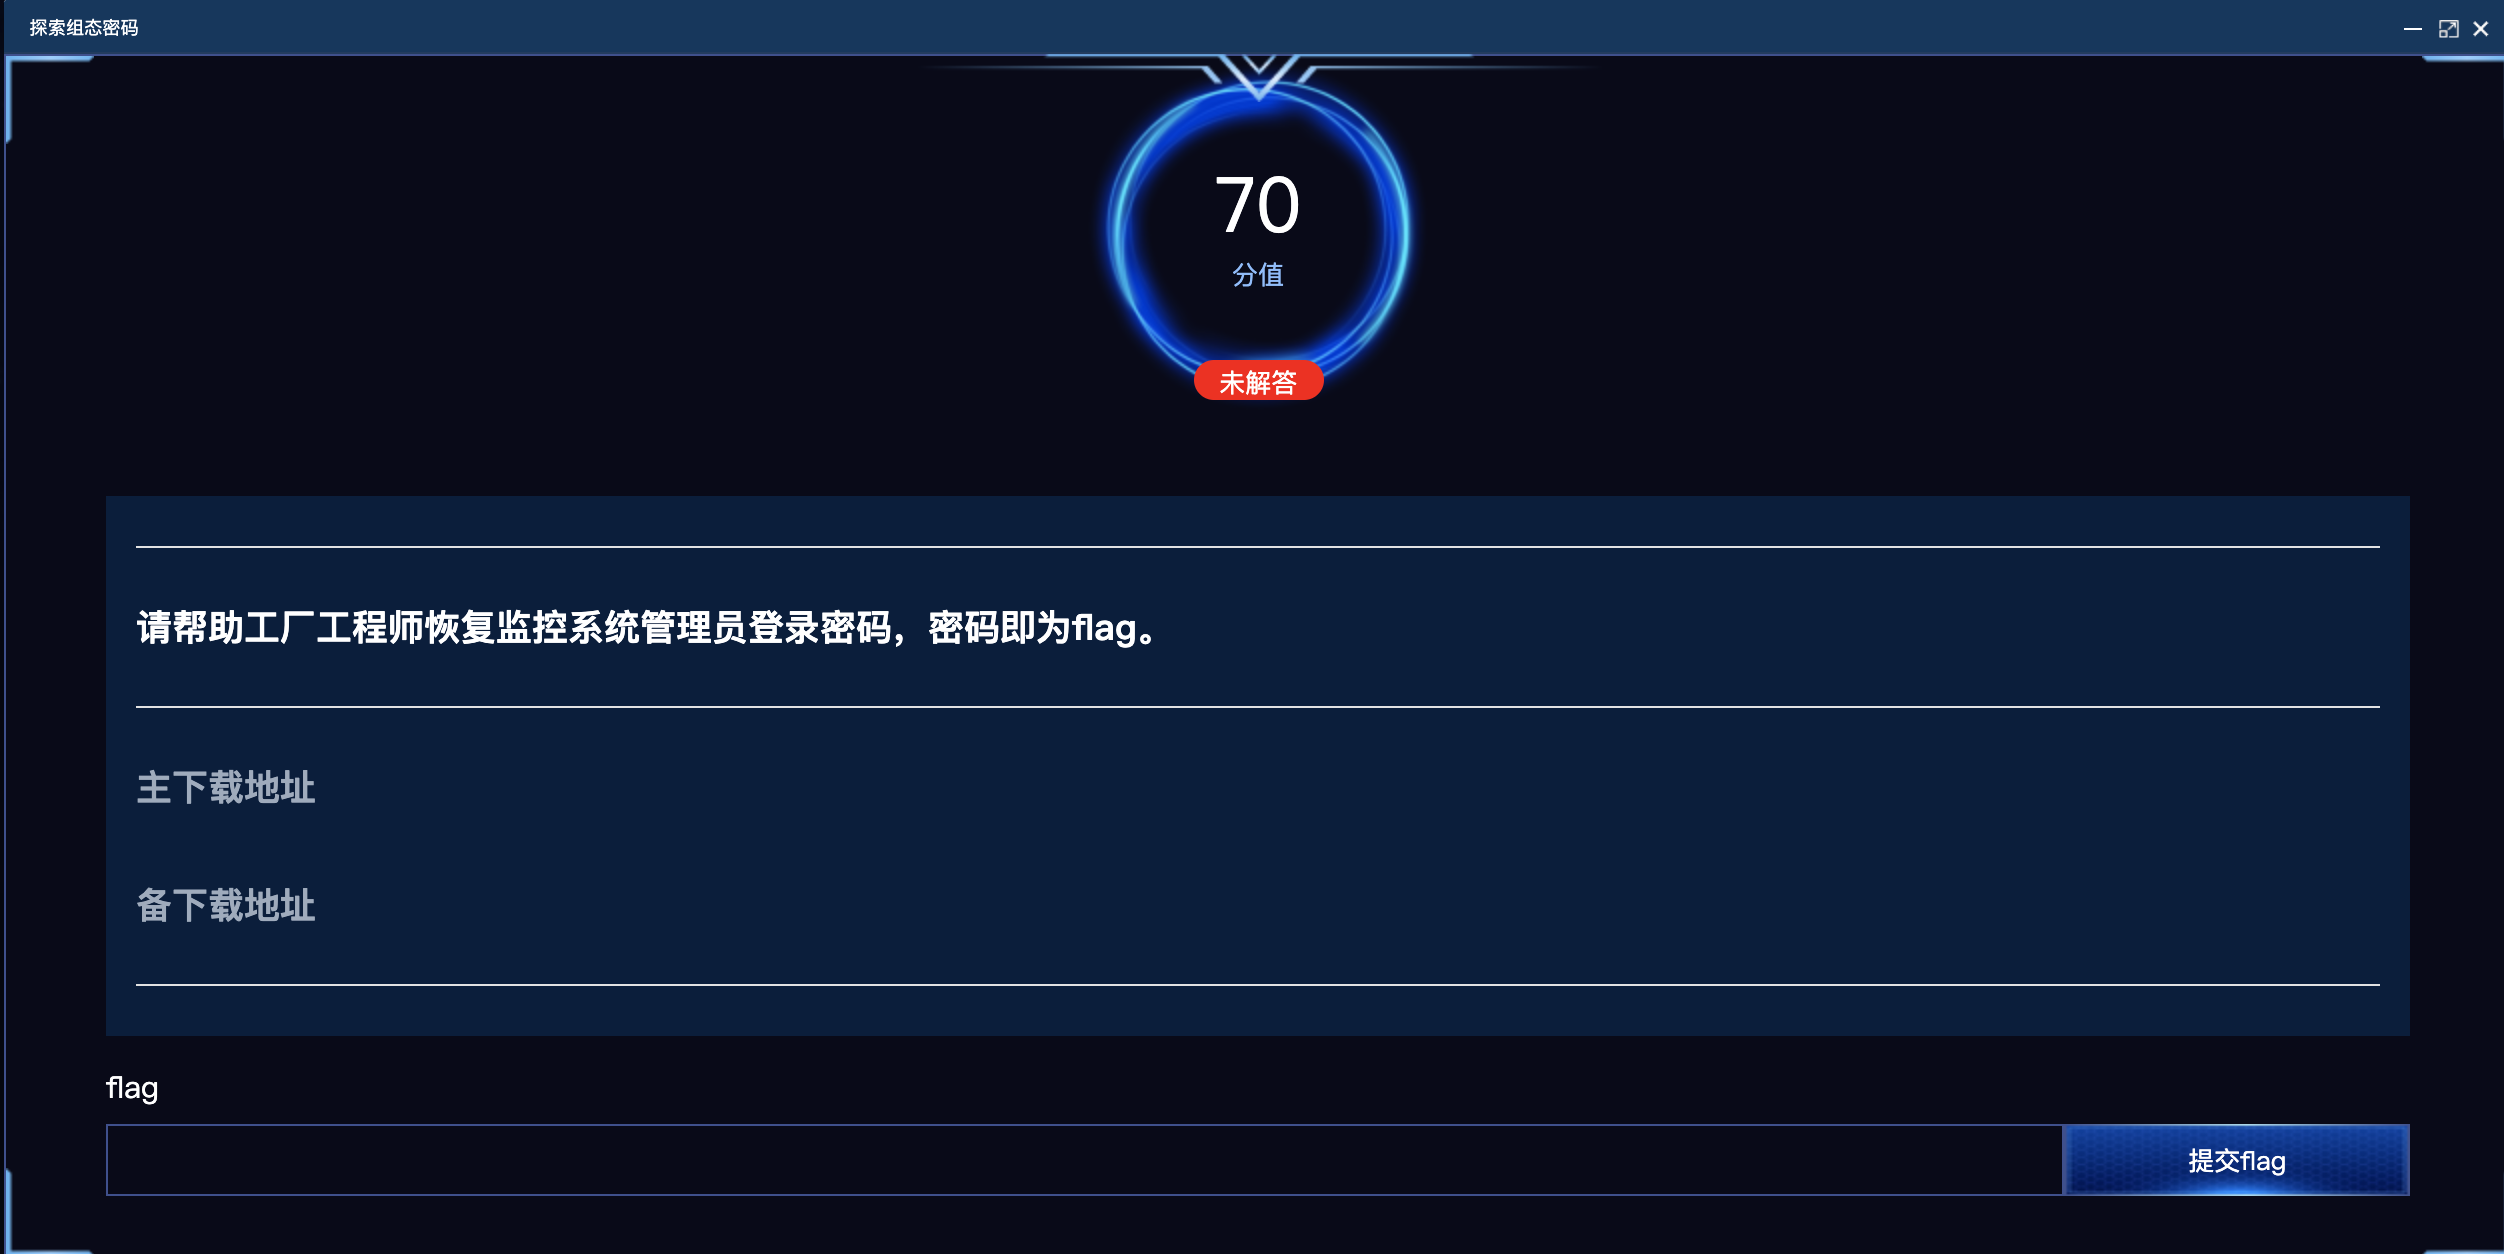 探索组态密码
70
分值
未解答
请帮助工厂工程师恢复监控系统管理员登录密码，密码即为flag。
主下载地址
备下载地址
flag
提交flag